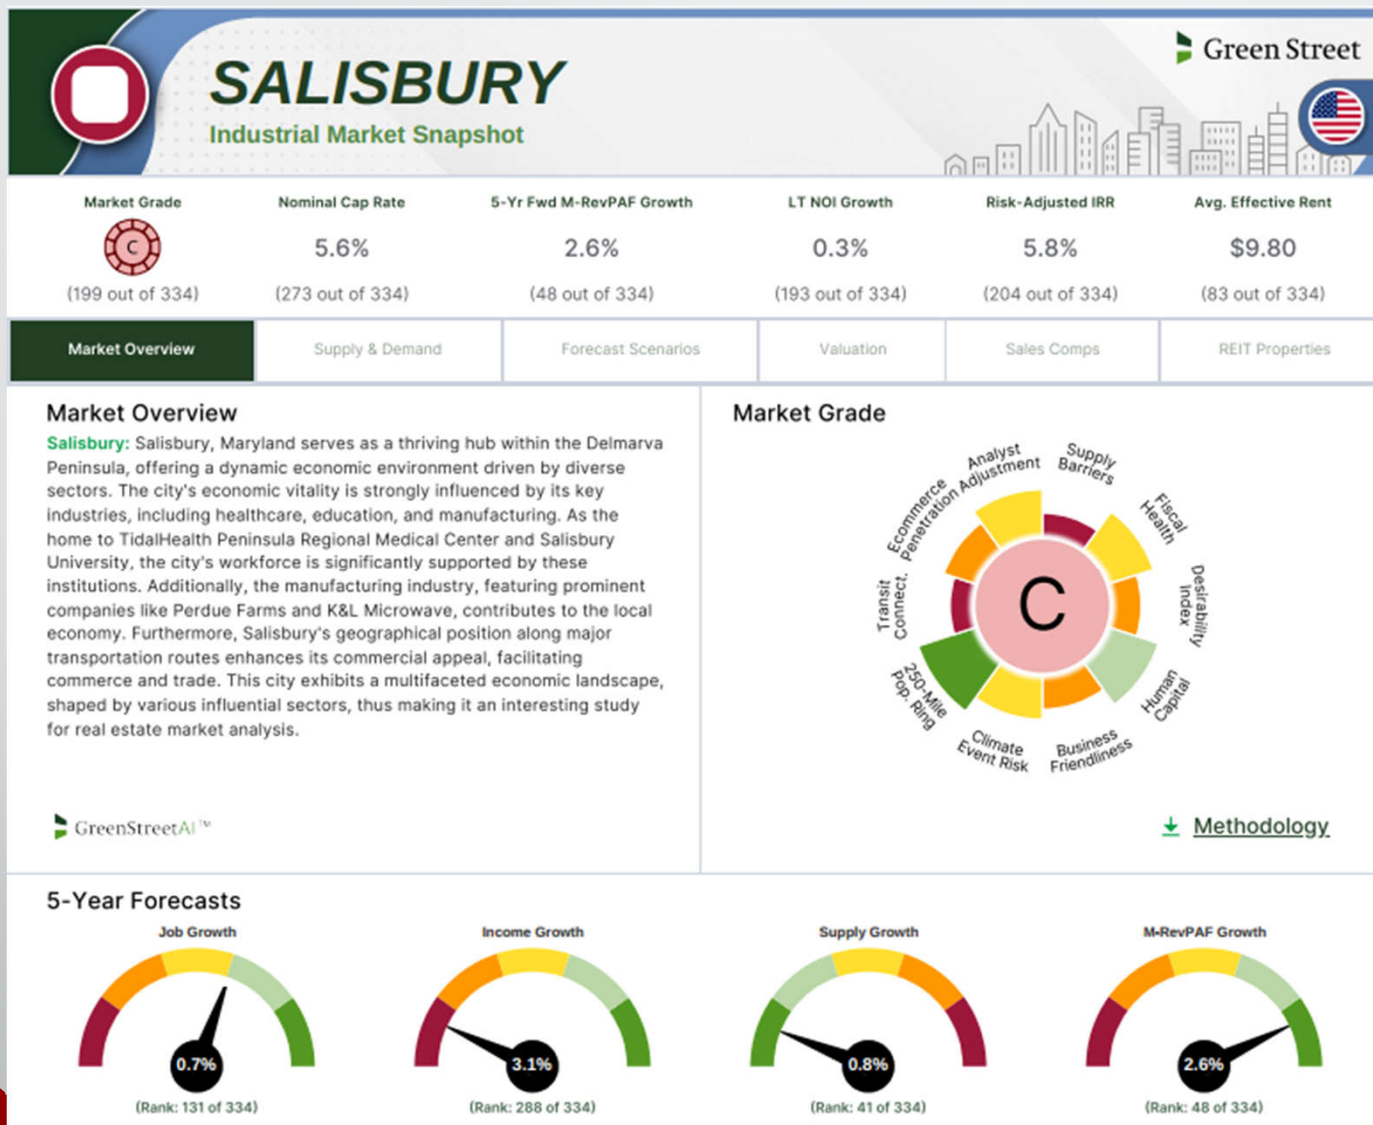 SALISBURY
Industrial Market Snapshot
Green Street
Market Grade
Nominal Cap Rate
5-Yr Fwd M-RevPAF Growth
LT NOI Growth
Risk-Adjusted IRR
Avg. Effective Rent
C
5.6%
2.6%
0.3%
5.8%
$9.80
(199 out of 334)
(273 out of 334)
(48 out of 334)
(193 out of 334)
(204 out of 334)
(83 out of 334)
Market Overview
Supply & Demand
Forecast Scenarios
Valuation
Sales Comps
REIT Properties
Market Overview
Salisbury: Salisbury, Maryland serves as a thriving hub within the Delmarva
Peninsula, offering a dynamic economic environment driven by diverse
sectors. The city's economic vitality is strongly influenced by its key
industries, including healthcare, education, and manufacturing. As the
home to TidalHealth Peninsula Regional Medical Center and Salisbury
University, the city's workforce is significantly supported by these
institutions. Additionally, the manufacturing industry, featuring prominent
companies like Perdue Farms and K&L Microwave, contributes to the local
economy. Furthermore, Salisbury's geographical position along major
transportation routes enhances its commercial appeal, facilitating
commerce and trade. This city exhibits a multifaceted economic landscape,
shaped by various influential sectors, thus making it an interesting study
for real estate market analysis.
GreenStreetAI™
Market Grade
Analyst
Adjustment
Supply
Barriers
Fiscal
Health
Desirability
Index
Human
Capital
Business
Friendliness
Climate
Event Risk
250-Mile
Pop. Ring
Transit
Connect.
Ecommerce
Penetration
C
Methodology
5-Year Forecasts
Job Growth
Income Growth
Supply Growth
M-RevPAF Growth
0.7%
3.1%
0.8%
2.6%
(Rank: 131 of 334)
(Rank: 288 of 334)
(Rank: 41 of 334)
(Rank: 48 of 334)